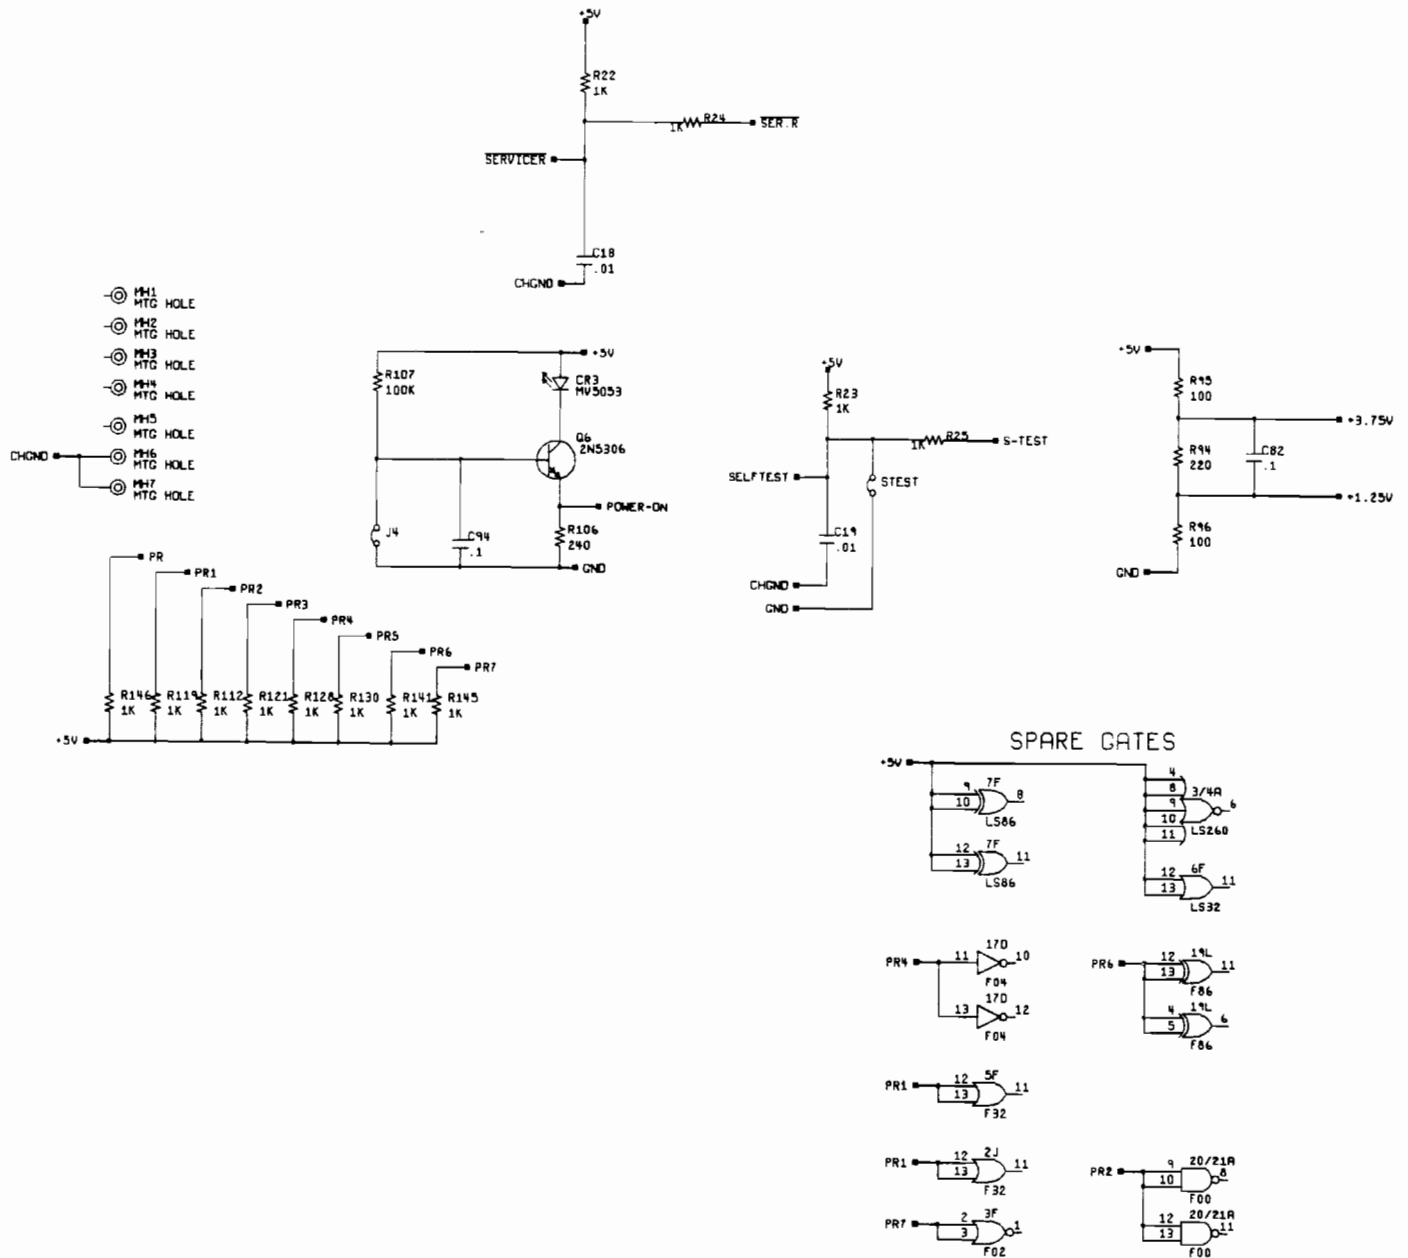 +5V
R22
1K
R24
1K
SER.R
SERVICER
C18
.01
CHGND
MH1
MTG HOLE
MH2
MTG HOLE
MH3
MTG HOLE
MH4
MTG HOLE
MH5
MTG HOLE
CHGND
MH6
MTG HOLE
MH7
MTG HOLE
+5V
R107
100K
CR3
MV5053
Q6
2N5306
POWER-ON
J4
C94
.1
R106
240
GND
+5V
R23
1K
R25
1K
S-TEST
SELFTEST
STEST
C19
.01
CHGND
GND
+5V
R95
100
+3.75V
R94
220
C82
.1
+1.25V
R96
100
GND
PR
PR1
PR2
PR3
PR4
PR5
PR6
PR7
R146 R119 R112 R121 R128 R130 R141 R145
1K 1K 1K 1K 1K 1K 1K 1K
+5V
SPARE GATES
+5V
7F
9
10
8
LS86
7F
12
13
11
LS86
4
8
9
10
11
3/4A
6
LS260
6F
12
13
11
LS32
PR4
17D
11
10
F04
17D
13
12
F04
PR6
19L
12
13
11
F86
19L
4
5
6
F86
PR1
5F
12
13
11
F32
PR1
2J
12
13
11
F32
PR2
20/21A
9
10
8
F00
20/21A
12
13
11
F00
PR7
3F
2
3
1
F02